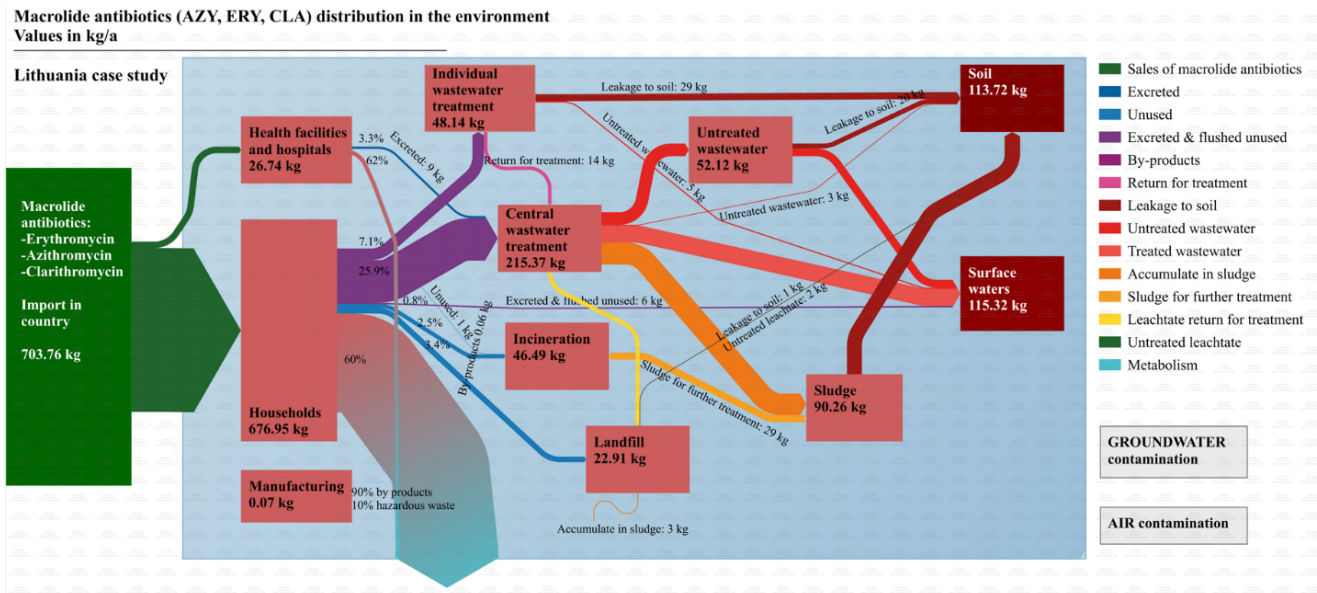 Macrolide antibiotics (AZY, ERY, CLA) distribution in the environment
Values in kg/a
Lithuania case study
Macrolide
antibiotics:
-Erythromycin
-Azithromycin
-Clarithromycin
Import in
country
703.76 kg
Health facilities
and hospitals
26.74 kg
Households
676.95 kg
Manufacturing
0.07 kg
90% by products
10% hazardous waste
3.3%
62%
Excreted: 9 kg
7.1%
25.9%
0.8%
2.5%
3.4%
60%
Unused: 1 kg
By-products 0.06 kg
Individual
wastewater
treatment
48.14 kg
Return for treatment: 14 kg
Central
wastwater
treatment
215.37 kg
Excreted & flushed unused: 6 kg
Incineration
46.49 kg
Landfill
22.91 kg
Accumulate in sludge: 3 kg
Leakage to soil: 29 kg
Untreated wastewater: 5 kg
Untreated
wastewater
52.12 kg
Leakage to soil: 20 kg
Untreated wastewater: 3 kg
Leakage to soil: 1 kg
Untreated leachtate: 2 kg
Sludge for further treatment: 29 kg
Sludge
90.26 kg
Soil
113.72 kg
Surface
waters
115.32 kg
Sales of macrolide antibiotics
Excreted
Unused
Excreted & flushed unused
By-products
Return for treatment
Leakage to soil
Untreated wastewater
Treated wastewater
Accumulate in sludge
Sludge for further treatment
Leachtate return for treatment
Untreated leachtate
Metabolism
GROUNDWATER
contamination
AIR contamination